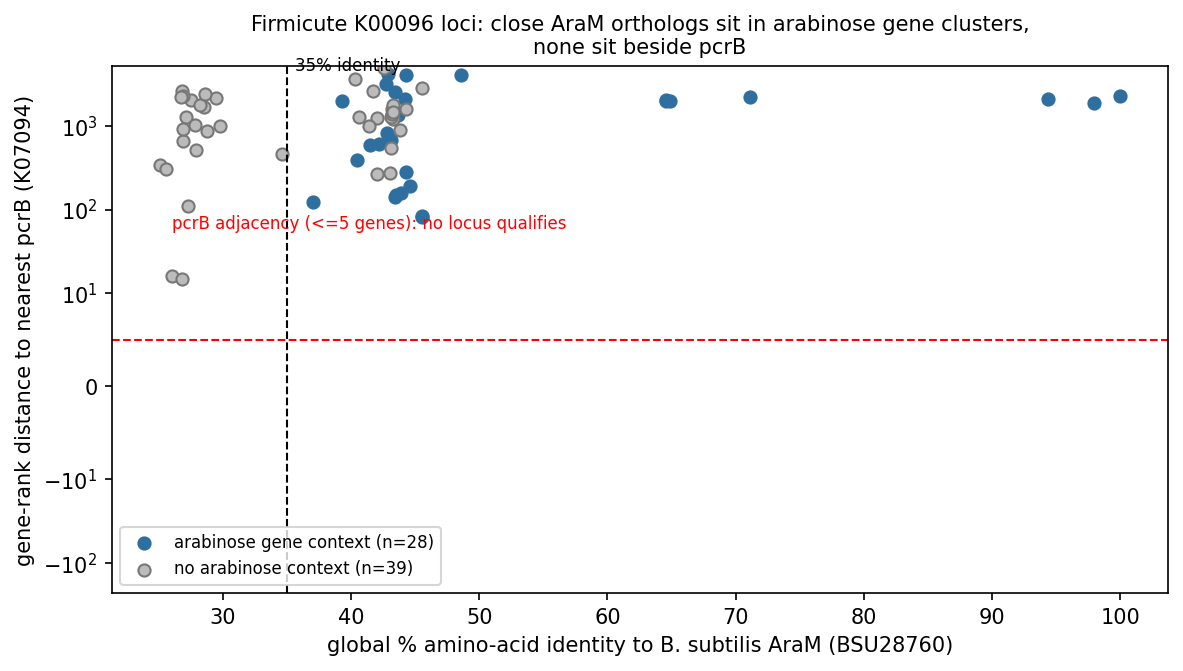 Firmicute K00096 loci: close AraM orthologs sit in arabinose gene clusters,
none sit beside pcrB
35% identity
gene-rank distance to nearest pcrB (K07094)
10³
10²
10¹
0
−10¹
−10²
pcrB adjacency (<=5 genes): no locus qualifies
arabinose gene context (n=28)
no arabinose context (n=39)
30 40 50 60 70 80 90 100
global % amino-acid identity to B. subtilis AraM (BSU28760)